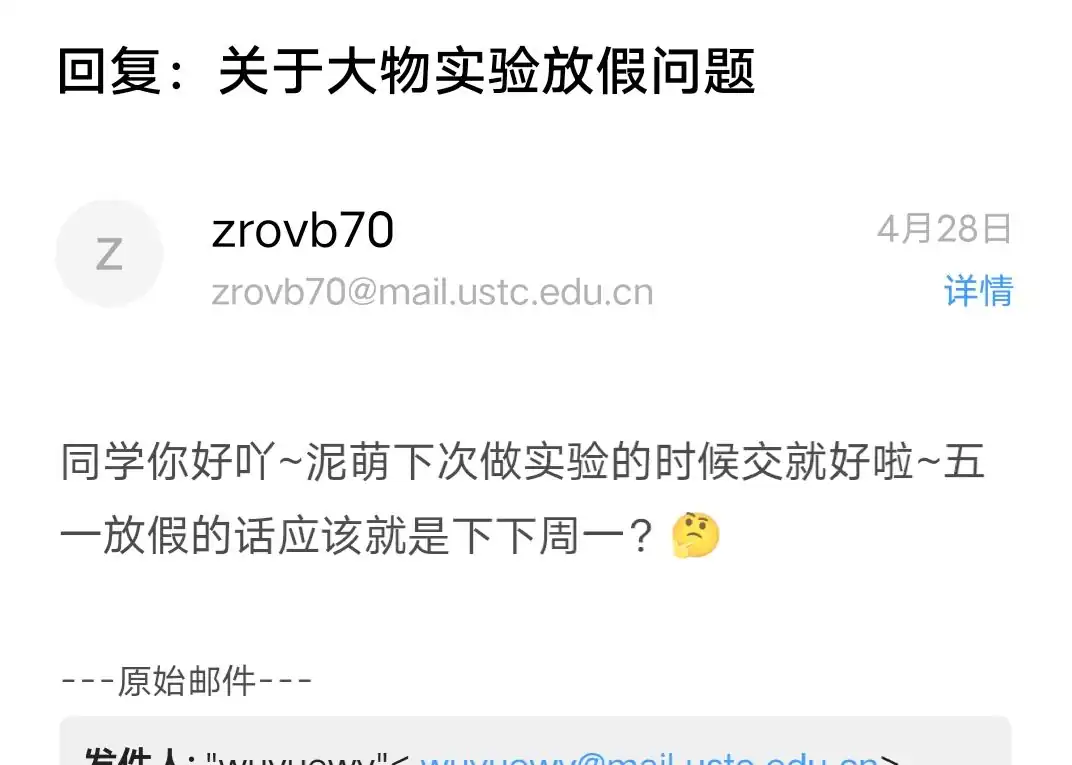 回复：关于大物实验放假问题
Z
zrovb70
4月28日
zrovb70@mail.ustc.edu.cn
详情
同学你好吖~泥萌下次做实验的时候交就好啦~五
一放假的话应该就是下下周一？🤔
---原始邮件---
发件人: "wuyuowy"< wuyuowy@mail.ustc.edu.cn>